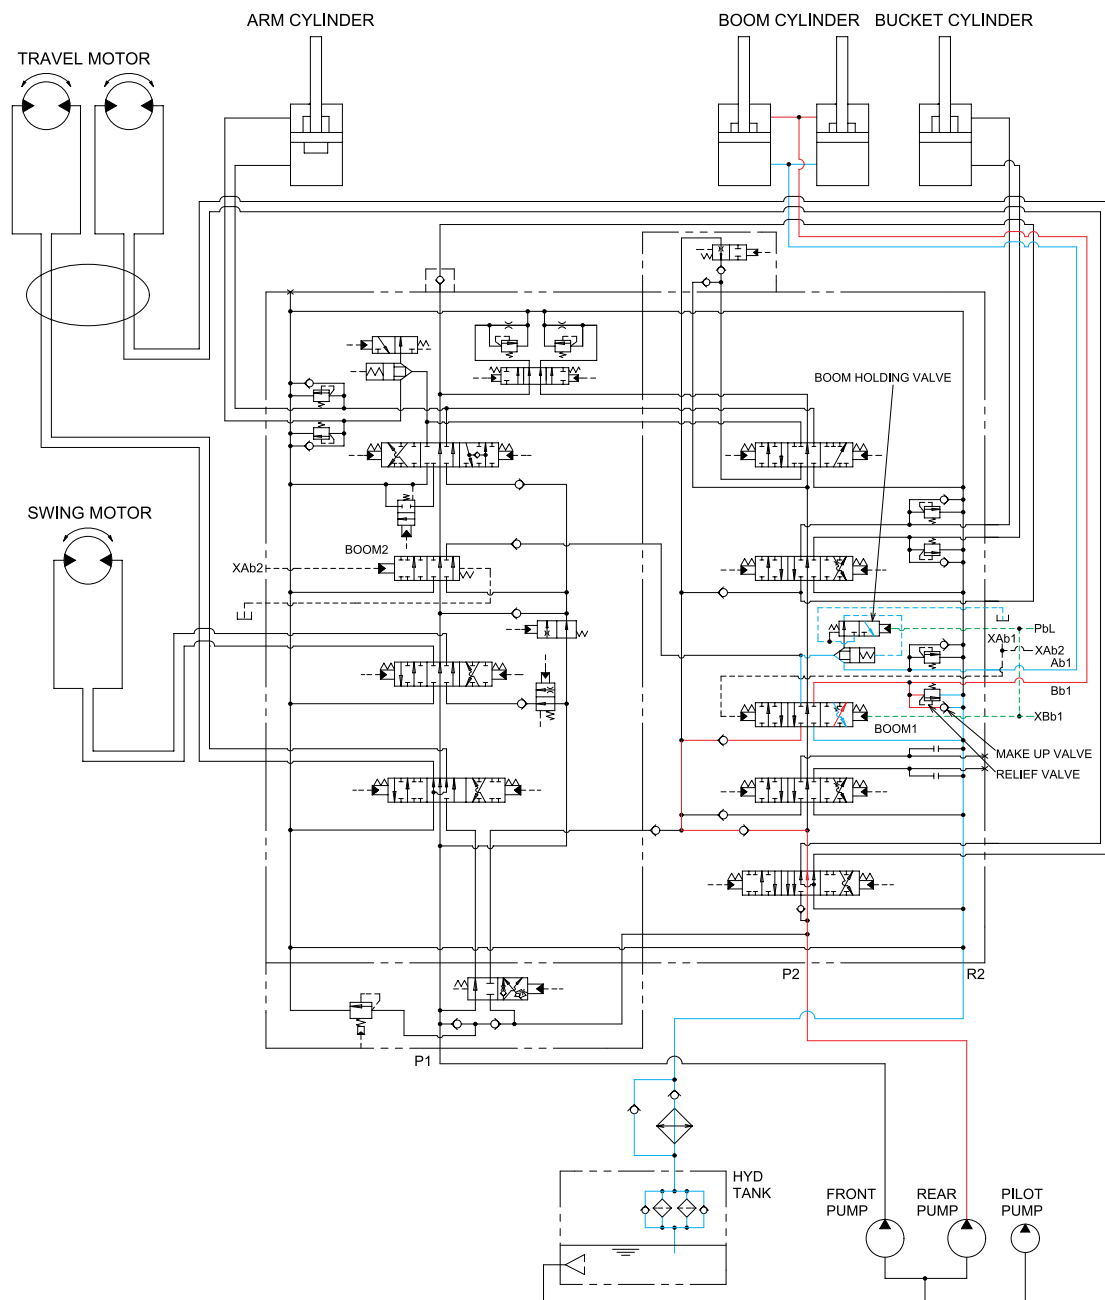 ARM CYLINDER
BOOM CYLINDER
BUCKET CYLINDER
TRAVEL MOTOR
BOOM HOLDING VALVE
SWING MOTOR
BOOM2
XAb2
PbL
XAb1
XAb2
Ab1
Bb1
XBb1
BOOM1
MAKE UP VALVE
RELIEF VALVE
P2
R2
P1
HYD
TANK
FRONT
PUMP
REAR
PUMP
PILOT
PUMP